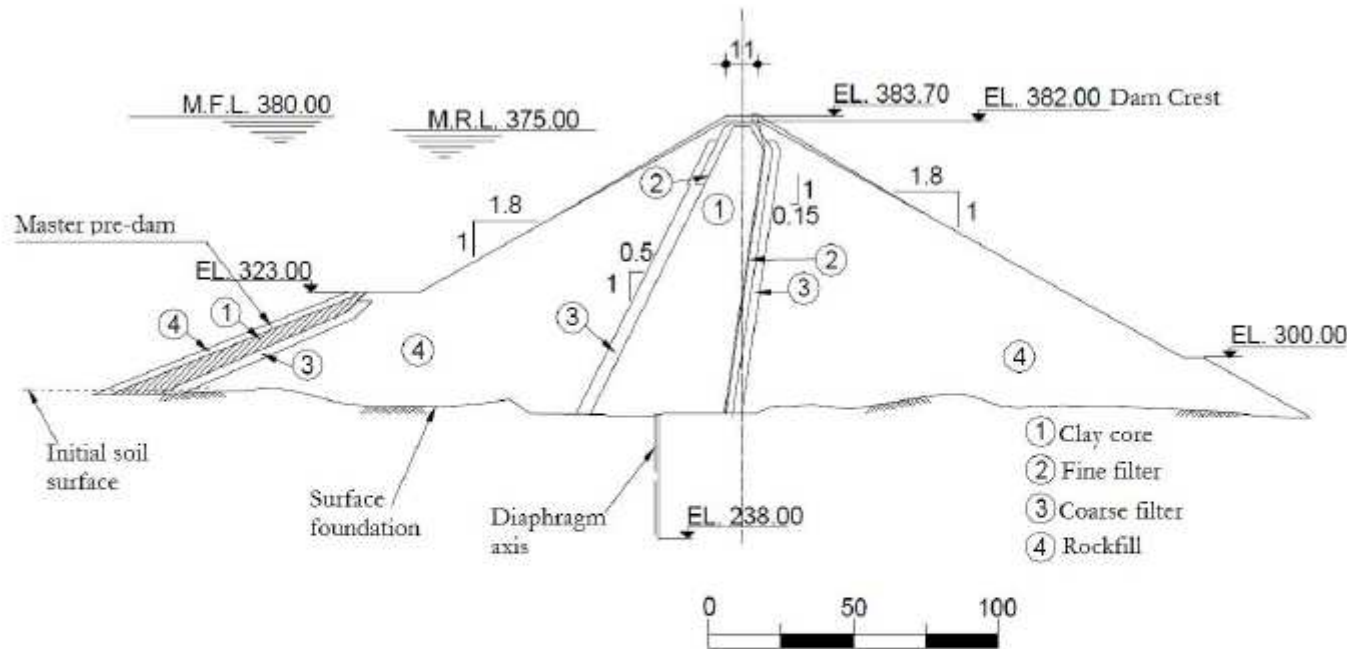 11
M.F.L. 380.00
M.R.L. 375.00
EL. 383.70
EL. 382.00 Dam Crest
2
1
1
0.15
1.8
1
1.8
1
Master pre-dam
EL. 323.00
0.5
1
2
3
4
1
3
3
4
4
EL. 300.00
Initial soil
surface
Surface
foundation
Diaphragm
axis
EL. 238.00
1 Clay core
2 Fine filter
3 Coarse filter
4 Rockfill
0 50 100